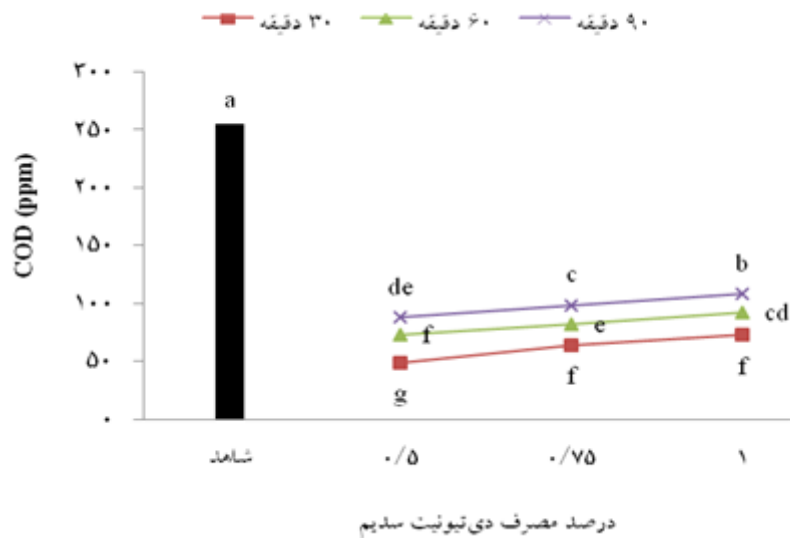 ۳۰ دقیقه ۶۰ دقیقه ۹۰ دقیقه
COD (ppm)
۳۰۰
۲۵۰
۲۰۰
۱۵۰
۱۰۰
۵۰
۰
a
de
c
b
f
e
cd
g
f
f
شاهد ۰/۵ ۰/۷۵ ۱
درصد مصرف دی‌تیونیت سدیم